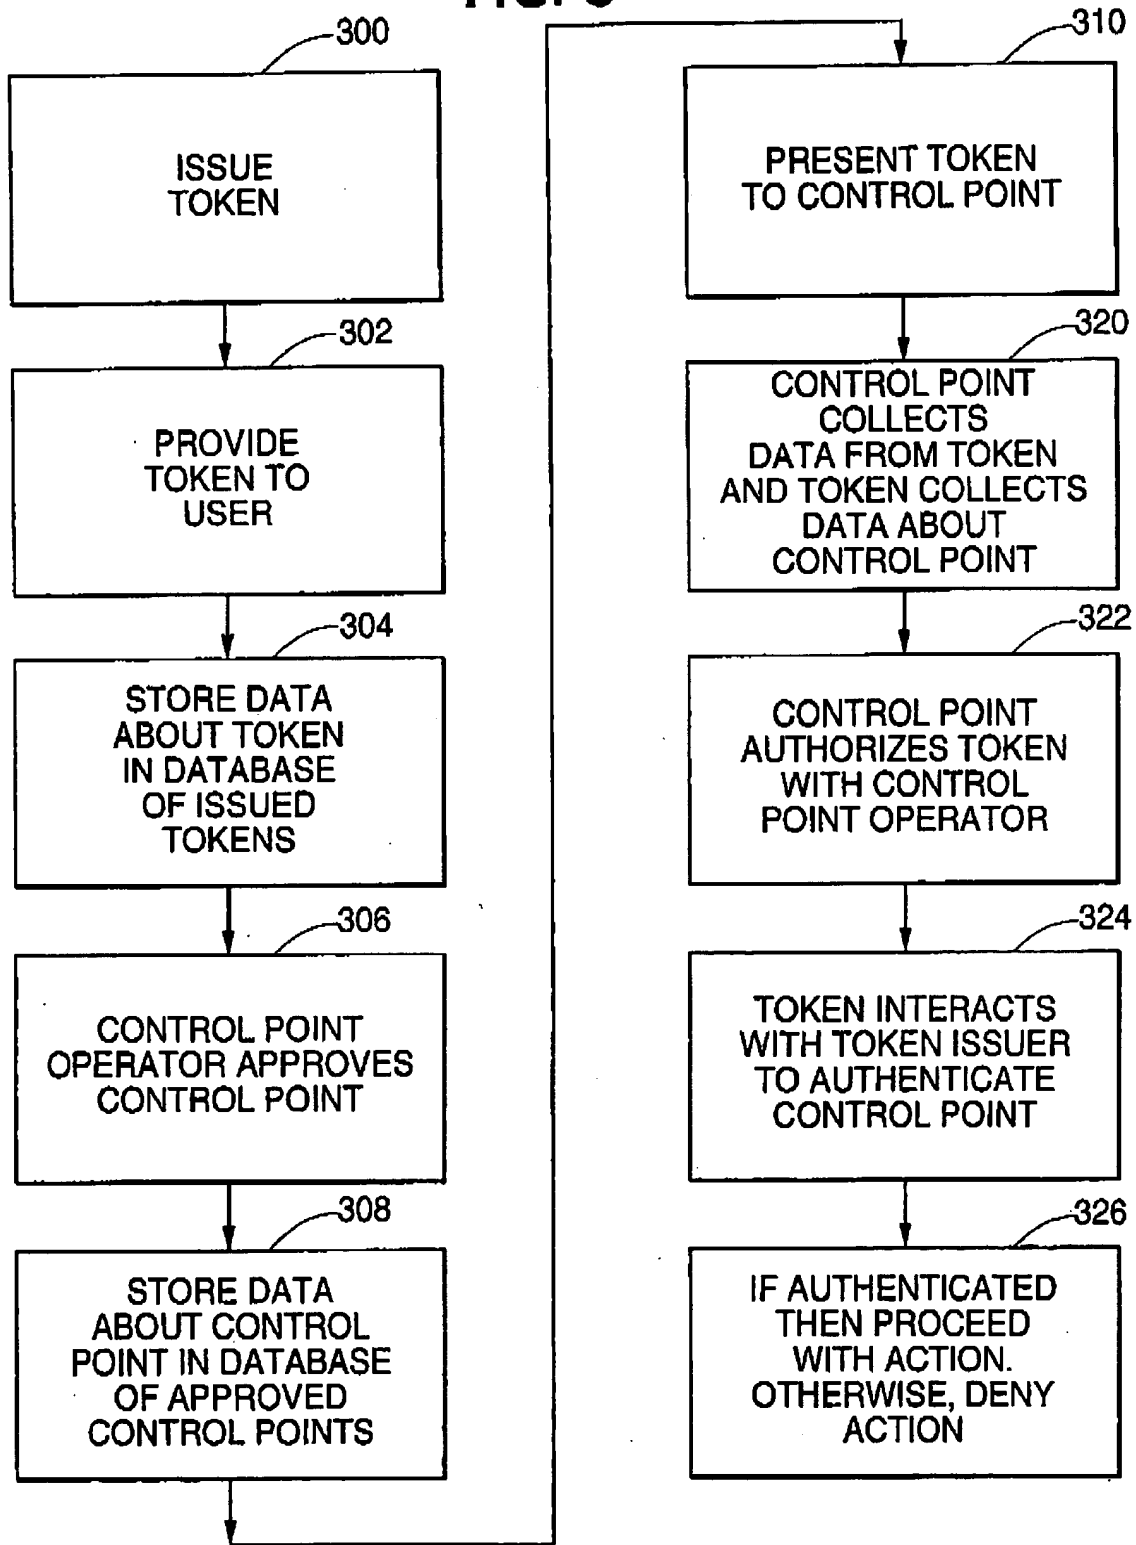 300
ISSUE
TOKEN
302
PROVIDE
TOKEN TO
USER
304
STORE DATA
ABOUT TOKEN
IN DATABASE
OF ISSUED
TOKENS
306
CONTROL POINT
OPERATOR APPROVES
CONTROL POINT
308
STORE DATA
ABOUT CONTROL
POINT IN DATABASE
OF APPROVED
CONTROL POINTS
310
PRESENT TOKEN
TO CONTROL POINT
320
CONTROL POINT
COLLECTS
DATA FROM TOKEN
AND TOKEN COLLECTS
DATA ABOUT
CONTROL POINT
322
CONTROL POINT
AUTHORIZES TOKEN
WITH CONTROL
POINT OPERATOR
324
TOKEN INTERACTS
WITH TOKEN ISSUER
TO AUTHENTICATE
CONTROL POINT
326
IF AUTHENTICATED
THEN PROCEED
WITH ACTION.
OTHERWISE, DENY
ACTION